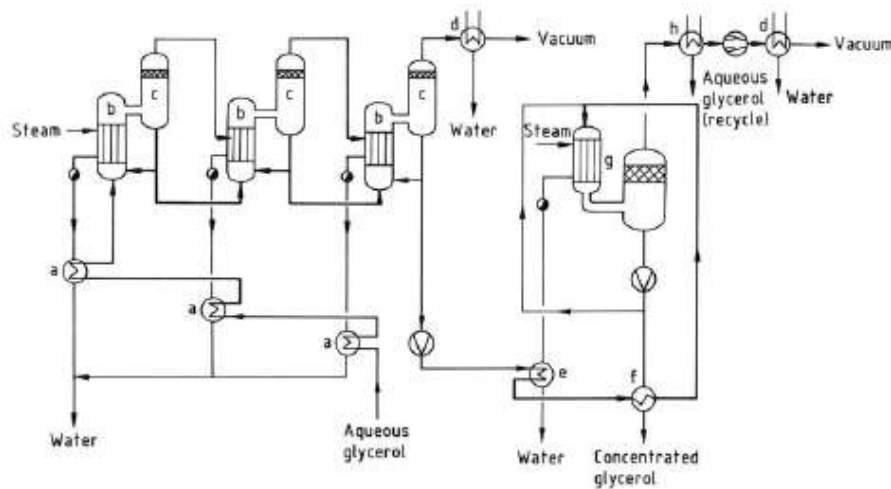 d
Vacuum
h
d
Vacuum
c
c
c
b
b
b
Aqueous
glycerol
(recycle)
Water
Steam
Water
Steam
g
a
a
a
e
f
Water
Aqueous
glycerol
Water
Concentrated
glycerol